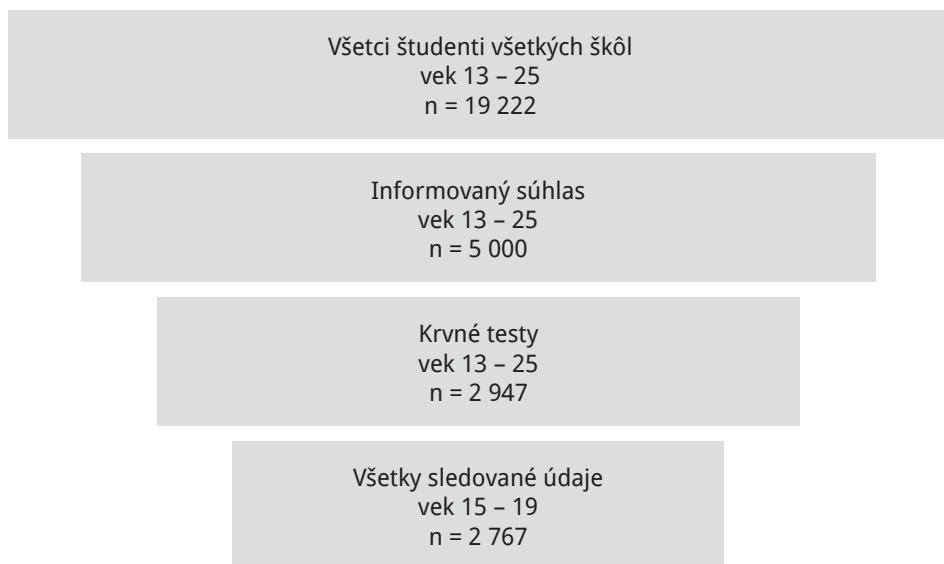 Všetci študenti všetkých škôl
vek 13 – 25
n = 19 222
Informovaný súhlas
vek 13 – 25
n = 5 000
Krvné testy
vek 13 – 25
n = 2 947
Všetky sledované údaje
vek 15 – 19
n = 2 767